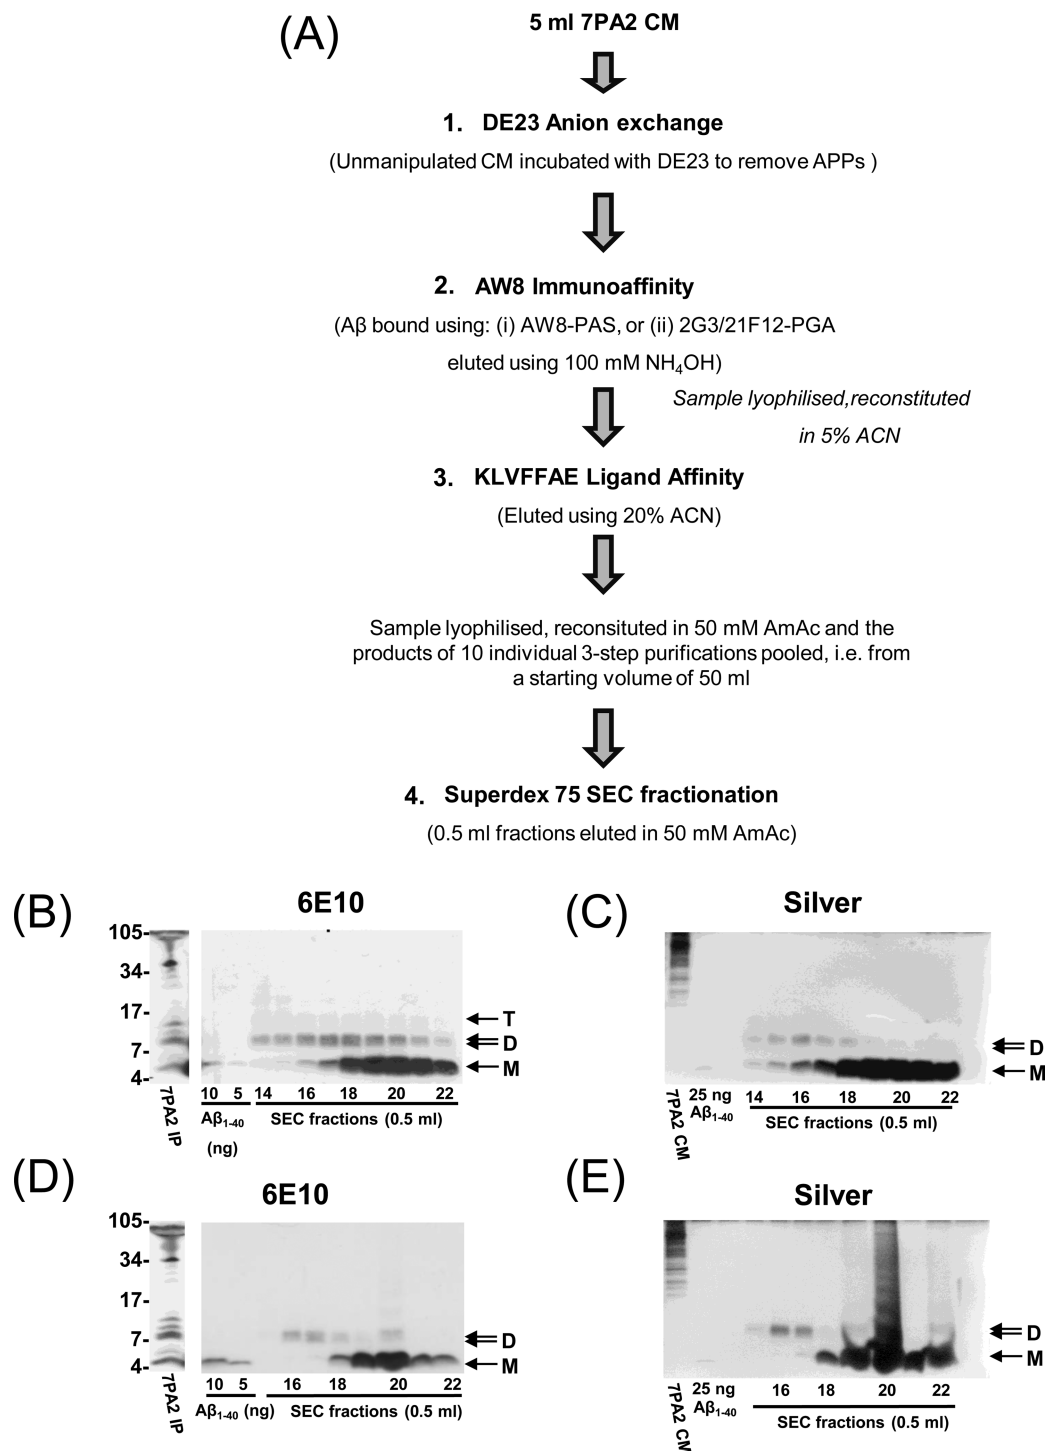 (A)
5 ml 7PA2 CM
1. DE23 Anion exchange
(Unmanipulated CM incubated with DE23 to remove APPs )
2. AW8 Immunoaffinity
(Aβ bound using: (i) AW8-PAS, or (ii) 2G3/21F12-PGA
eluted using 100 mM NH₄OH)
Sample lyophilised,reconstituted
in 5% ACN
3. KLVFFAE Ligand Affinity
(Eluted using 20% ACN)
Sample lyophilised, reconsituted in 50 mM AmAc and the
products of 10 individual 3-step purifications pooled, i.e. from
a starting volume of 50 ml
4. Superdex 75 SEC fractionation
(0.5 ml fractions eluted in 50 mM AmAc)
(B)
6E10
105-
34-
17-
7-
4-
T
D
M
7PA2 IP
10 5 14 16 18 20 22
Aβ₁₋₄₀ SEC fractions (0.5 ml)
(ng)
(C)
Silver
D
M
7PA2 CM
25 ng 14 16 18 20 22
Aβ₁₋₄₀
SEC fractions (0.5 ml)
(D)
6E10
105-
34-
17-
7-
4-
D
M
7PA2 IP
10 5 16 18 20 22
Aβ₁₋₄₀ (ng) SEC fractions (0.5 ml)
(E)
Silver
D
M
7PA2 CM
25 ng 16 18 20 22
Aβ₁₋₄₀
SEC fractions (0.5 ml)